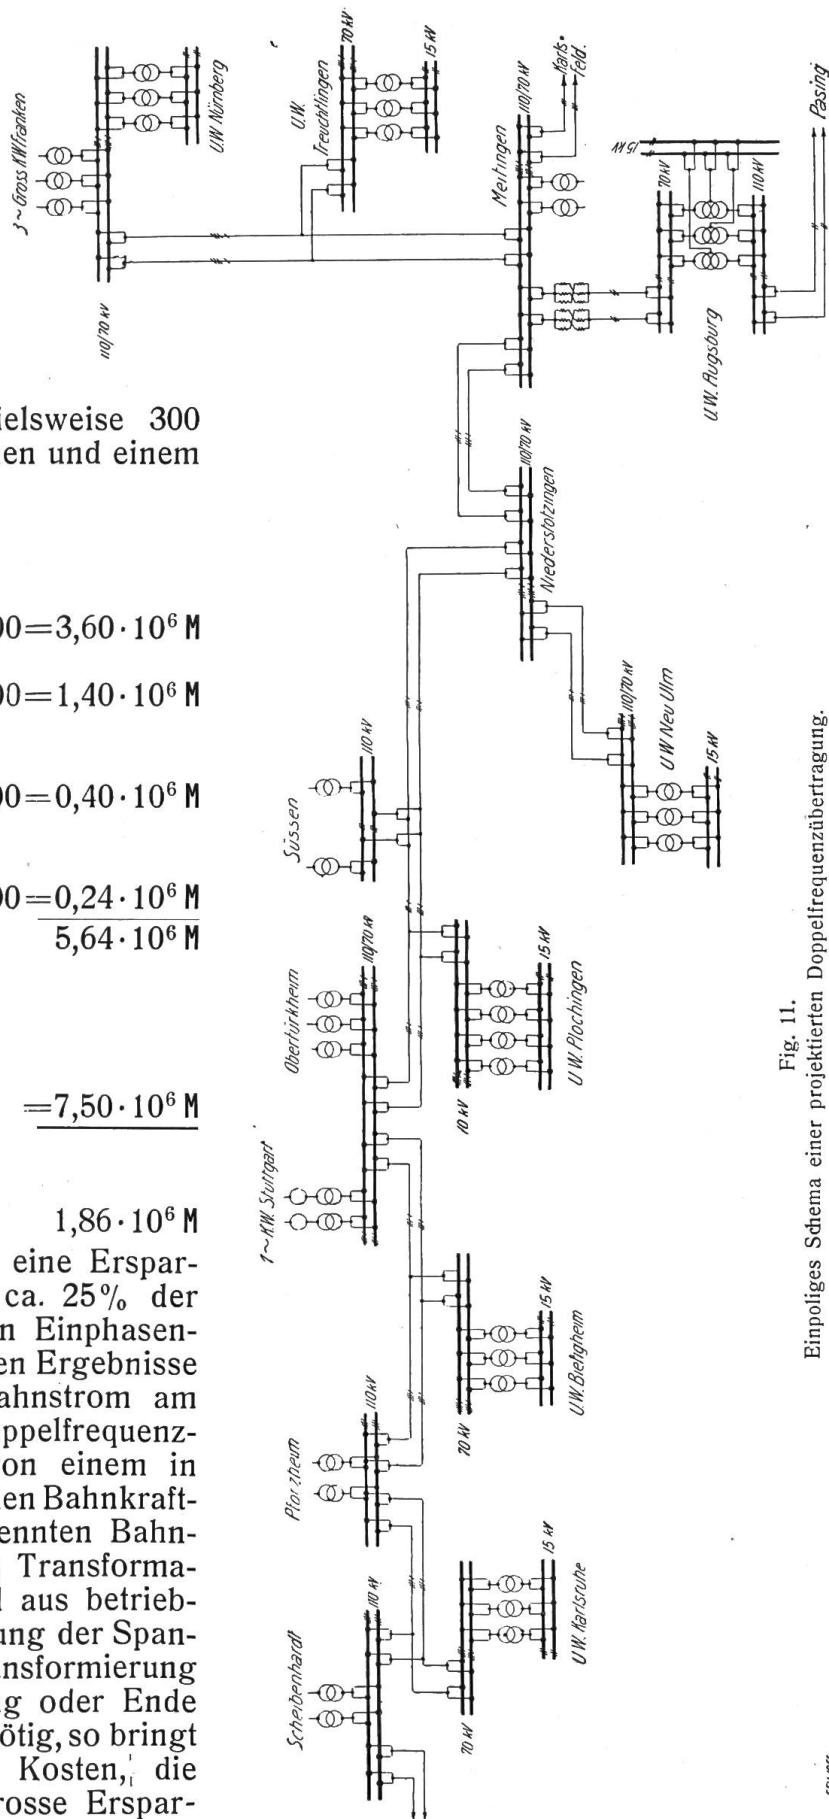 ielsweise 300
en und einem
00=3,60·10⁶ M
00=1,40·10⁶ M
00=0,40·10⁶ M
00=0,24·10⁶ M
5,64·10⁶ M
=7,50·10⁶ M
1,86·10⁶ M
eine Erspar-
ca. 25% der
n Einphasen-
en Ergebnisse
ahnstrom am
ppelfrequenz-
on einem in
en Bahnkraft-
ennten Bahn-
Transforma-
aus betrieb-
ung der Span-
ansformierung
g oder Ende
ötig, so bringt
Kosten, die
rosse Erspar-
Scheibenhardt
110 kV
70 kV
U.W. Karlsruhe
15 kV
Pforzheim
110 kV
70 kV
U.W. Bietigheim
15 kV
1~KW. Stuttgart
Obertürkheim
110/70 kV
10 kV
U.W. Plochingen
15 kV
Süssen
110 kV
Niederstotzingen
110/70 kV
110/70 kV
U.W Neu Ulm
15 kV
110/70 kV
3~Gross KW Franken
U.W Nürnberg
U.W.
Treuchtlingen
70 kV
15 kV
Meitingen
110/70 kV
Karls-
feld.
15 kV
70 kV
110 kV
U.W. Augsburg
Pasing
Fig. 11.
Einpoliges Schema einer projektierten Doppelfrequenzübertragung.